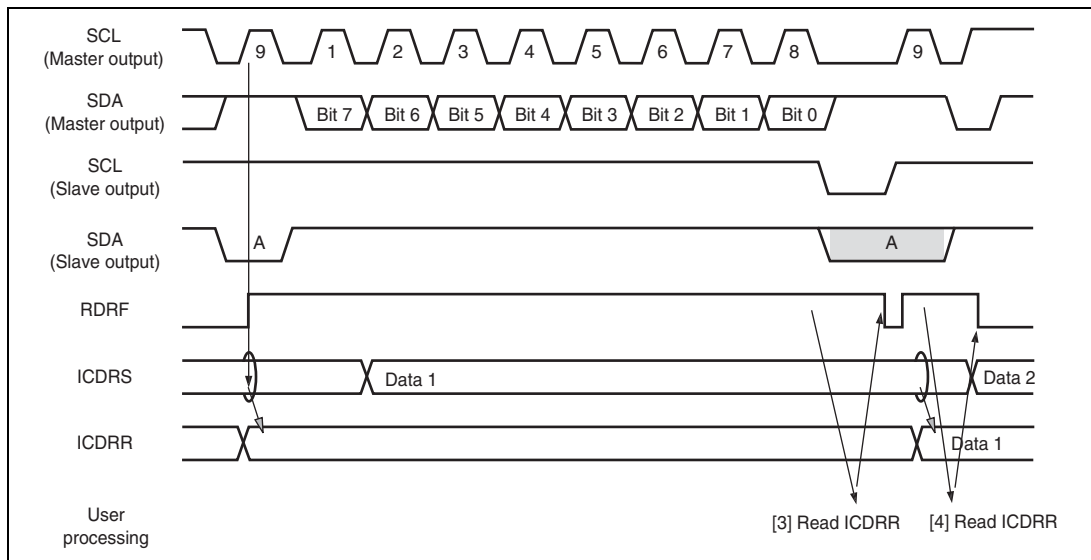 SCL
(Master output)
9 1 2 3 4 5 6 7 8 9
SDA
(Master output)
Bit 7 Bit 6 Bit 5 Bit 4 Bit 3 Bit 2 Bit 1 Bit 0
SCL
(Slave output)
SDA
(Slave output)
A A
RDRF
ICDRS
Data 1 Data 2
ICDRR
Data 1
User
processing
[3] Read ICDRR [4] Read ICDRR